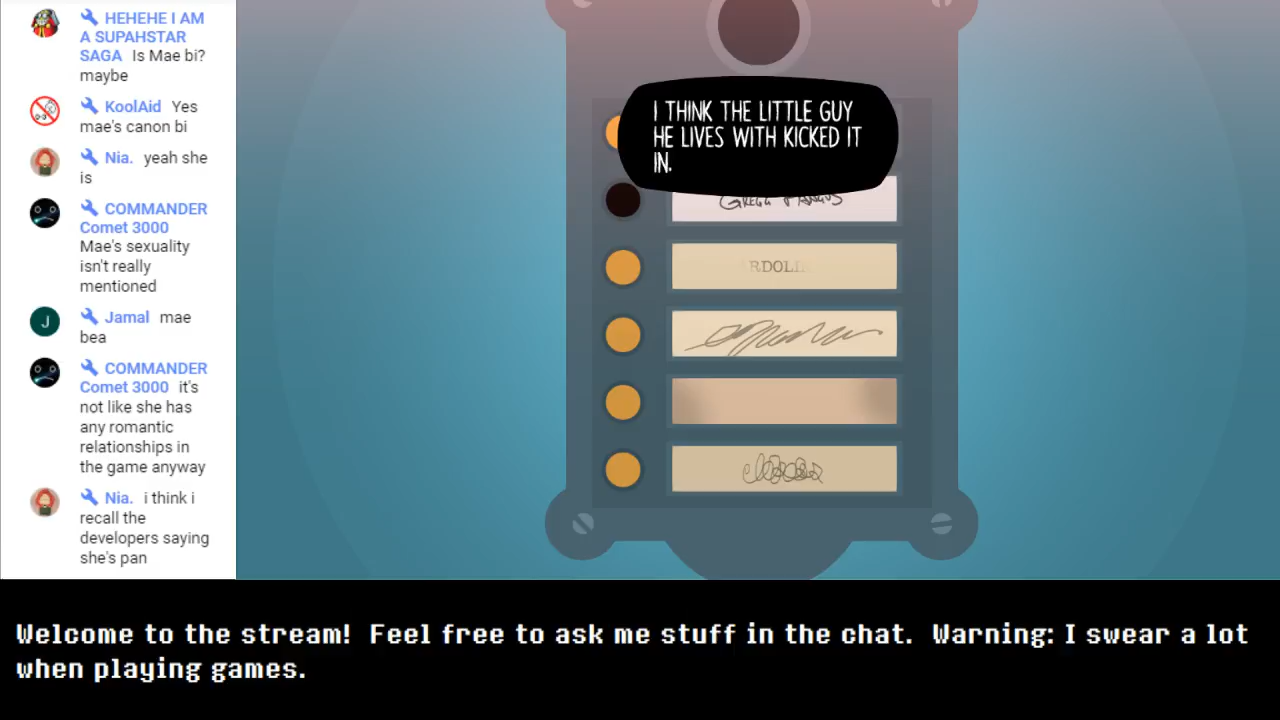 HEHEHE I AM
A SUPAHSTAR
SAGA Is Mae bi?
maybe
KoolAid Yes
mae's canon bi
Nia. yeah she
is
COMMANDER
Comet 3000
Mae's sexuality
isn't really
mentioned
J Jamal mae
bea
COMMANDER
Comet 3000 it's
not like she has
any romantic
relationships in
the game anyway
Nia. i think i
recall the
developers saying
she's pan
I THINK THE LITTLE GUY
HE LIVES WITH KICKED IT
IN.
RDOLL
Welcome to the stream! Feel free to ask me stuff in the chat. Warning: I swear a lot
when playing games.